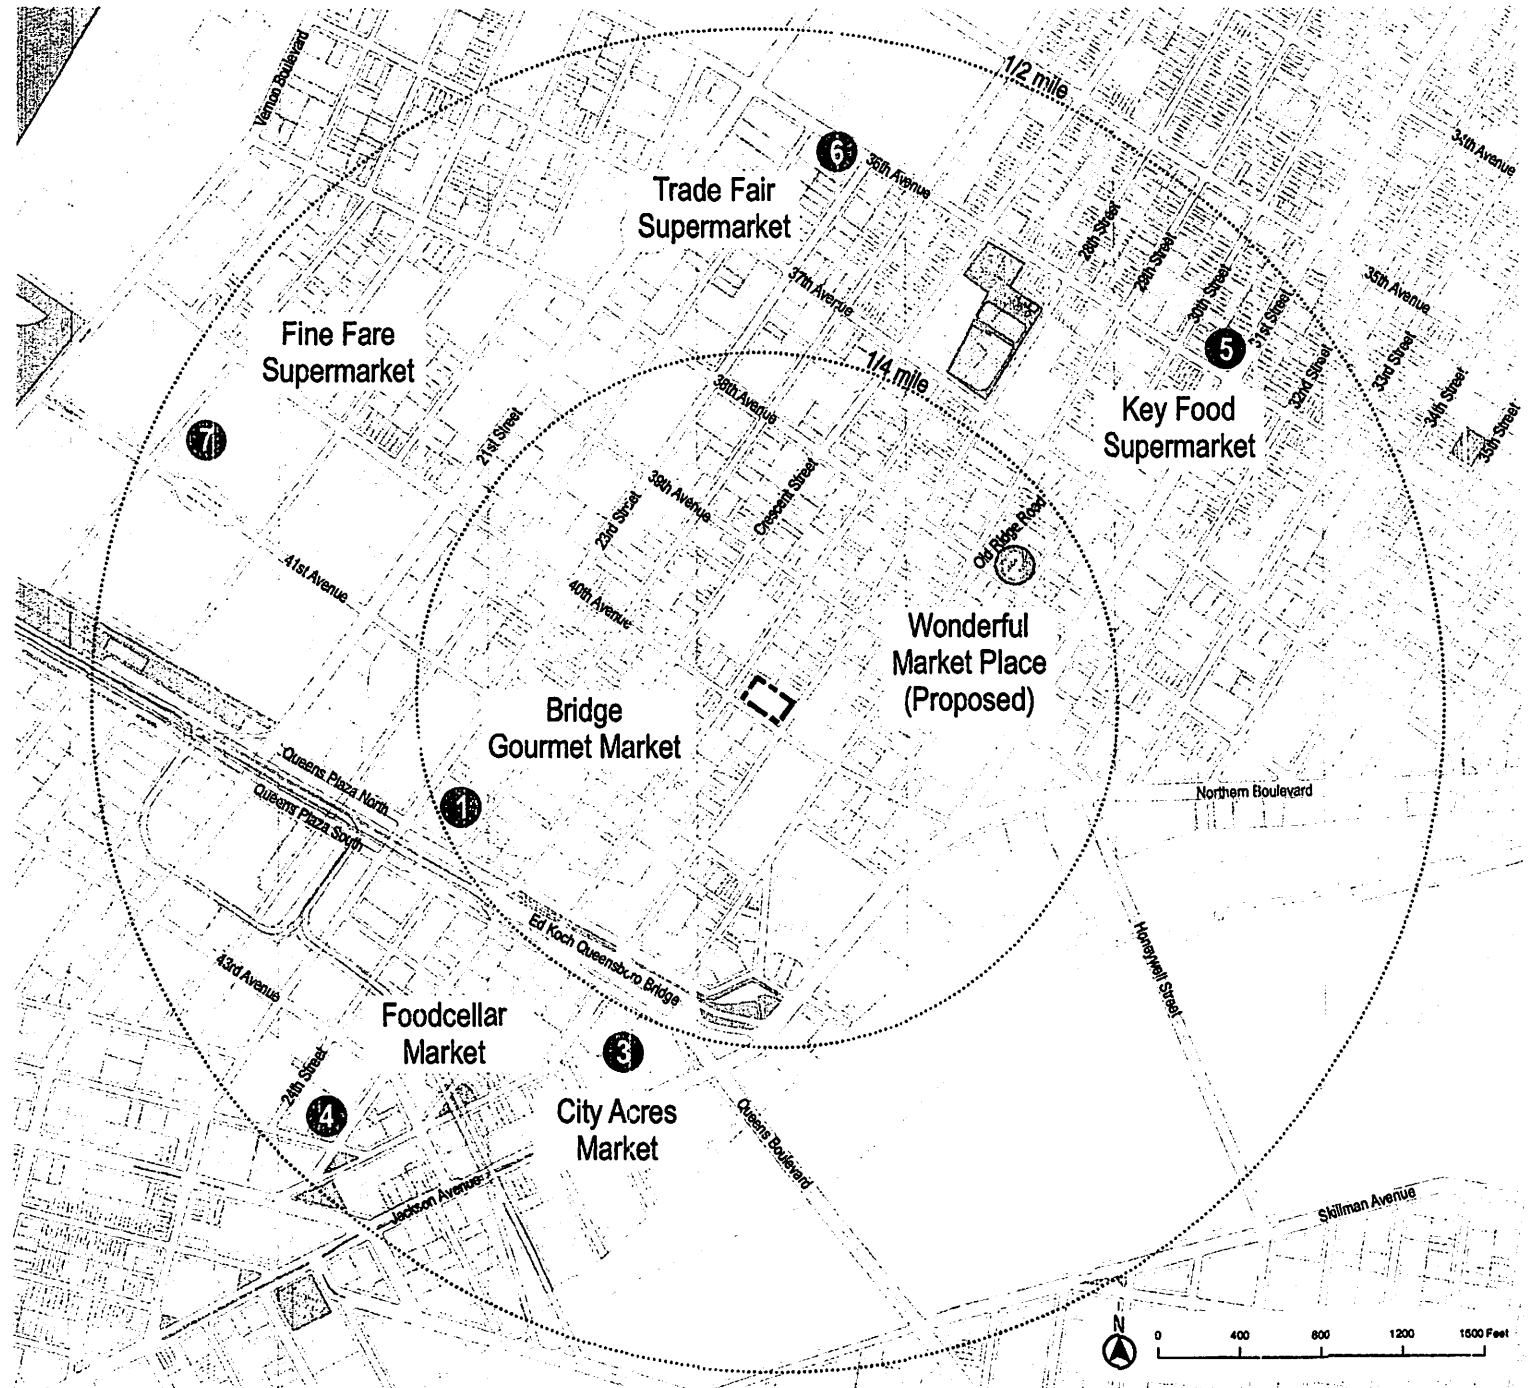 1/2 mile
Vernon Boulevard
34th Avenue
6
36th Avenue
Trade Fair
Supermarket
28th Street
29th Street
30th Street
31st Street
35th Avenue
37th Avenue
Fine Fare
Supermarket
5
32nd Street
33rd Street
34th Street
35th Street
1/4 mile
38th Avenue
Key Food
Supermarket
7
21st Street
39th Avenue
23rd Street
Crescent Street
Old Ridge Road
41st Avenue
40th Avenue
Wonderful
Market Place
(Proposed)
Bridge
Gourmet Market
Queens Plaza North
Queens Plaza South
1
Northern Boulevard
Ed Koch Queensboro Bridge
Honeywell Street
43rd Avenue
Foodcellar
Market
3
24th Street
4
City Acres
Market
Queens Boulevard
Jackson Avenue
Skillman Avenue
N
0 400 800 1200 1600 Feet